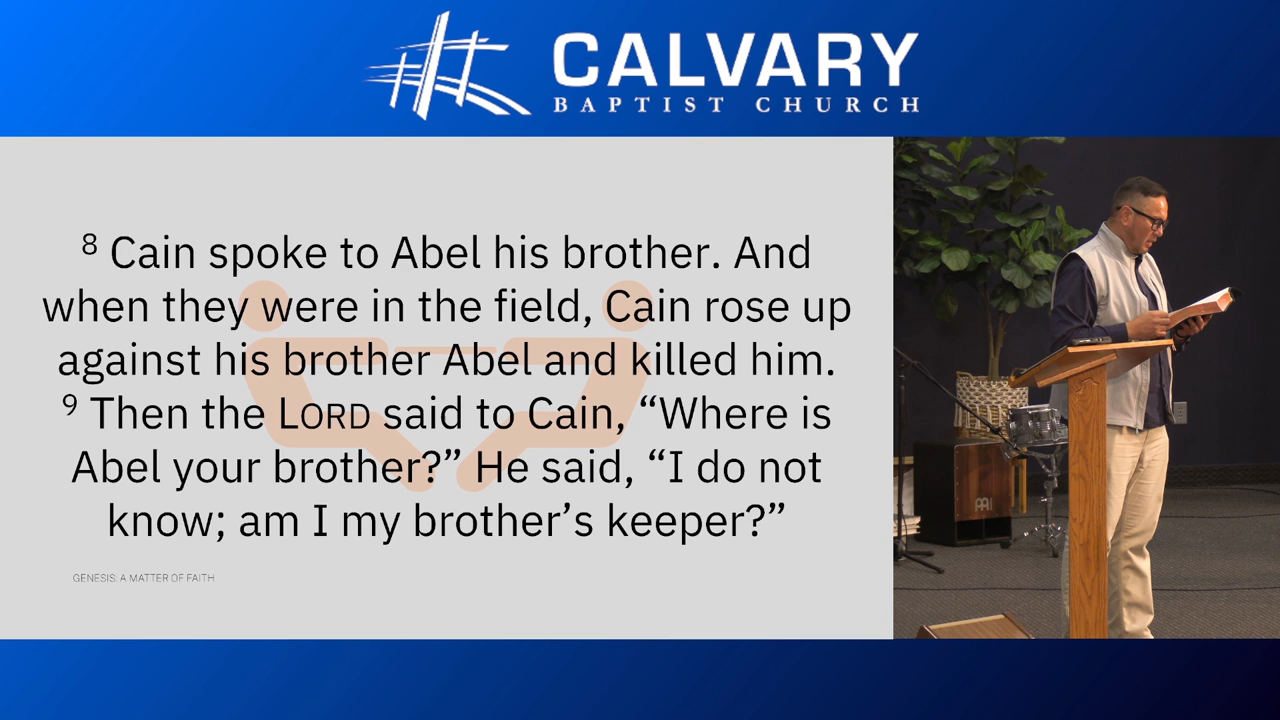 CALVARY
BAPTIST CHURCH
⁸ Cain spoke to Abel his brother. And
when they were in the field, Cain rose up
against his brother Abel and killed him.
⁹ Then the LORD said to Cain, “Where is
Abel your brother?” He said, “I do not
know; am I my brother’s keeper?”
GENESIS: A MATTER OF FAITH